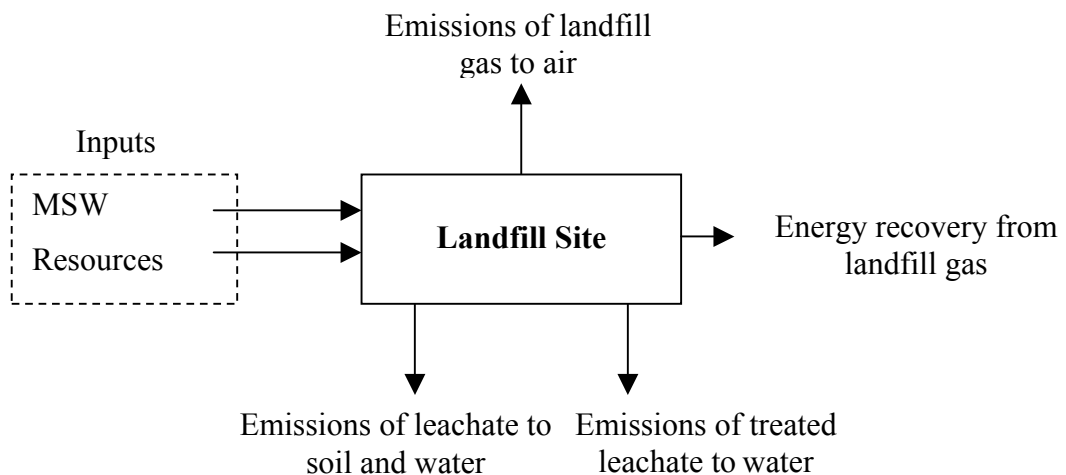 Emissions of landfill
gas to air
Inputs
MSW
Resources
Landfill Site
Energy recovery from
landfill gas
Emissions of leachate to
soil and water
Emissions of treated
leachate to water